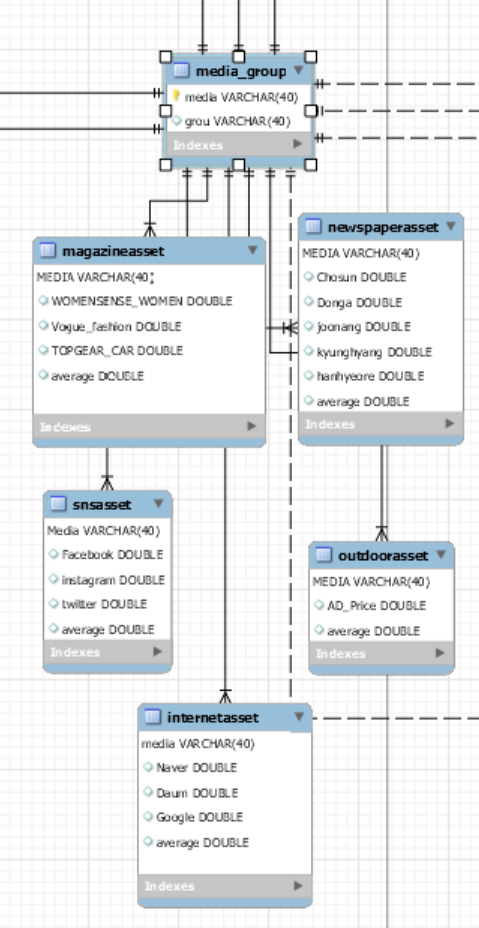 media_group
media VARCHAR(40)
grou VARCHAR(40)
Indexes
magazineasset
MEDIA VARCHAR(40)
WOMENSENSE_WOMEN DOUBLE
Vogue_fashion DOUBLE
TOPGEAR_CAR DOUBLE
average DOUBLE
Indexes
newspaperasset
MEDIA VARCHAR(40)
Chosun DOUBLE
Donga DOUBLE
joonang DOUBLE
kyunghyang DOUBLE
hanhyeore DOUBLE
average DOUBLE
Indexes
snsasset
Media VARCHAR(40)
Facebook DOUBLE
instagram DOUBLE
twitter DOUBLE
average DOUBLE
Indexes
outdoorasset
MEDIA VARCHAR(40)
AD_Price DOUBLE
average DOUBLE
Indexes
internetasset
media VARCHAR(40)
Naver DOUBLE
Daum DOUBLE
Google DOUBLE
average DOUBLE
Indexes